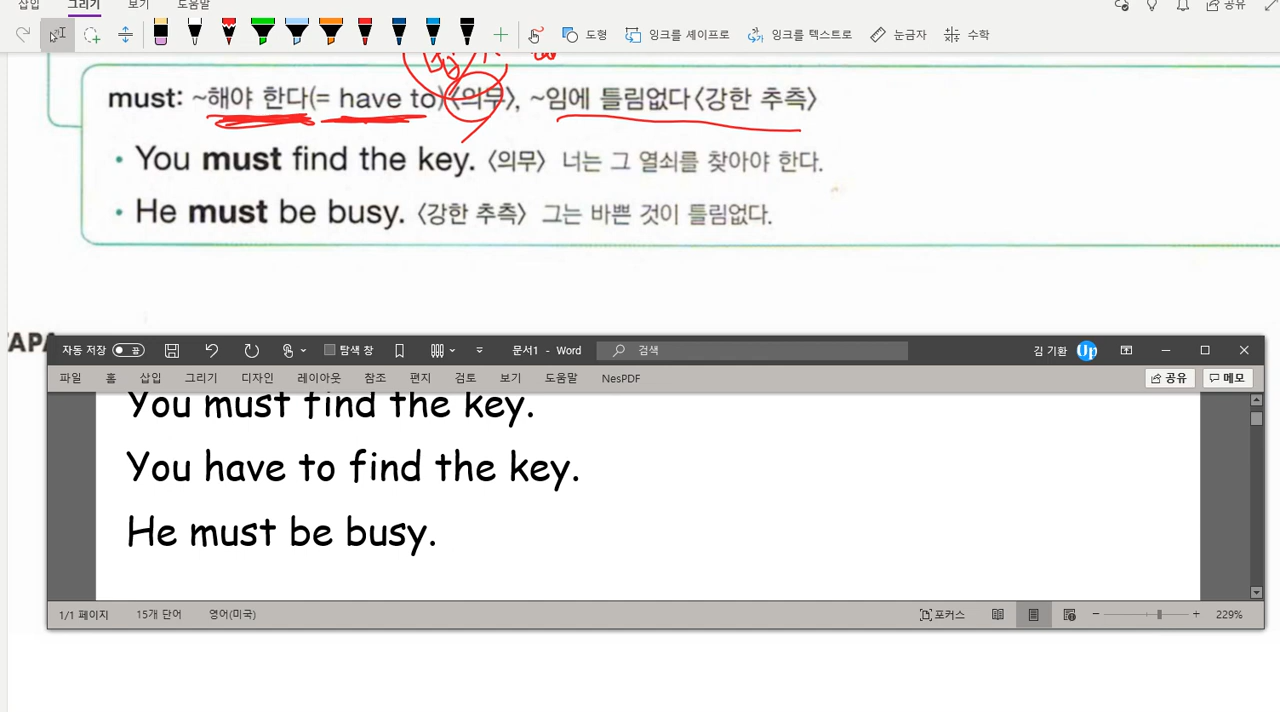 삽입 그리기 보기 도움말 공유
도형 잉크를 셰이프로 잉크를 텍스트로 눈금자 수학
must: ~해야 한다(= have to)〈의무〉, ~임에 틀림없다〈강한 추측〉
• You must find the key. 〈의무〉 너는 그 열쇠를 찾아야 한다.
• He must be busy. 〈강한 추측〉 그는 바쁜 것이 틀림없다.
자동 저장 끔 탐색 창 문서1 - Word 검색 김 기환 Up
파일 홈 삽입 그리기 디자인 레이아웃 참조 편지 검토 보기 도움말 NesPDF 공유 메모
You must find the key.
You have to find the key.
He must be busy.
1/1 페이지 15개 단어 영어(미국) 포커스 229%